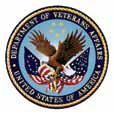 DEPARTMENT OF VETERANS AFFAIRS
UNITED STATES OF AMERICA